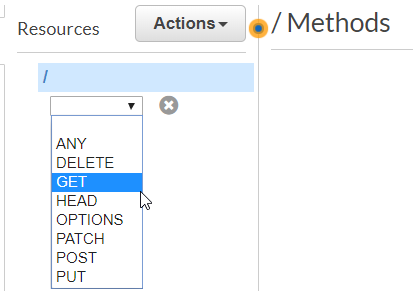 Resources
Actions
/ Methods
/
ANY
DELETE
GET
HEAD
OPTIONS
PATCH
POST
PUT